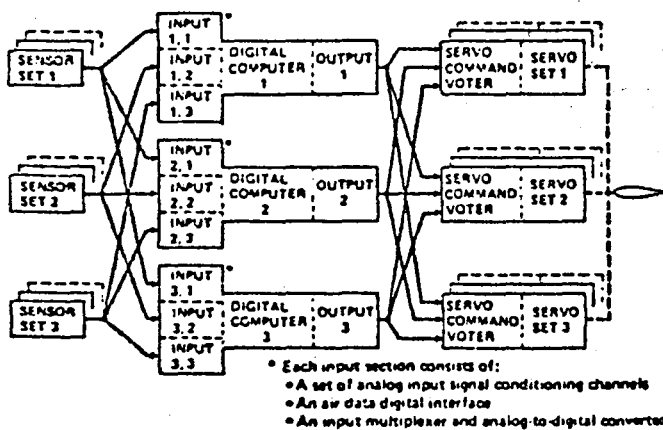 SENSOR
SET 1
INPUT
1, 1
INPUT
1, 2
INPUT
1, 3
*
DIGITAL
COMPUTER
1
OUTPUT
1
SERVO
COMMAND
VOTER
SERVO
SET 1
SENSOR
SET 2
INPUT
2, 1
INPUT
2, 2
INPUT
2, 3
*
DIGITAL
COMPUTER
2
OUTPUT
2
SERVO
COMMAND
VOTER
SERVO
SET 2
SENSOR
SET 3
INPUT
3, 1
INPUT
3, 2
INPUT
3, 3
*
DIGITAL
COMPUTER
3
OUTPUT
3
SERVO
COMMAND
VOTER
SERVO
SET 3
* Each input section consists of:
• A set of analog input signal conditioning channels
• An air data digital interface
• An input multiplexer and analog-to-digital converter